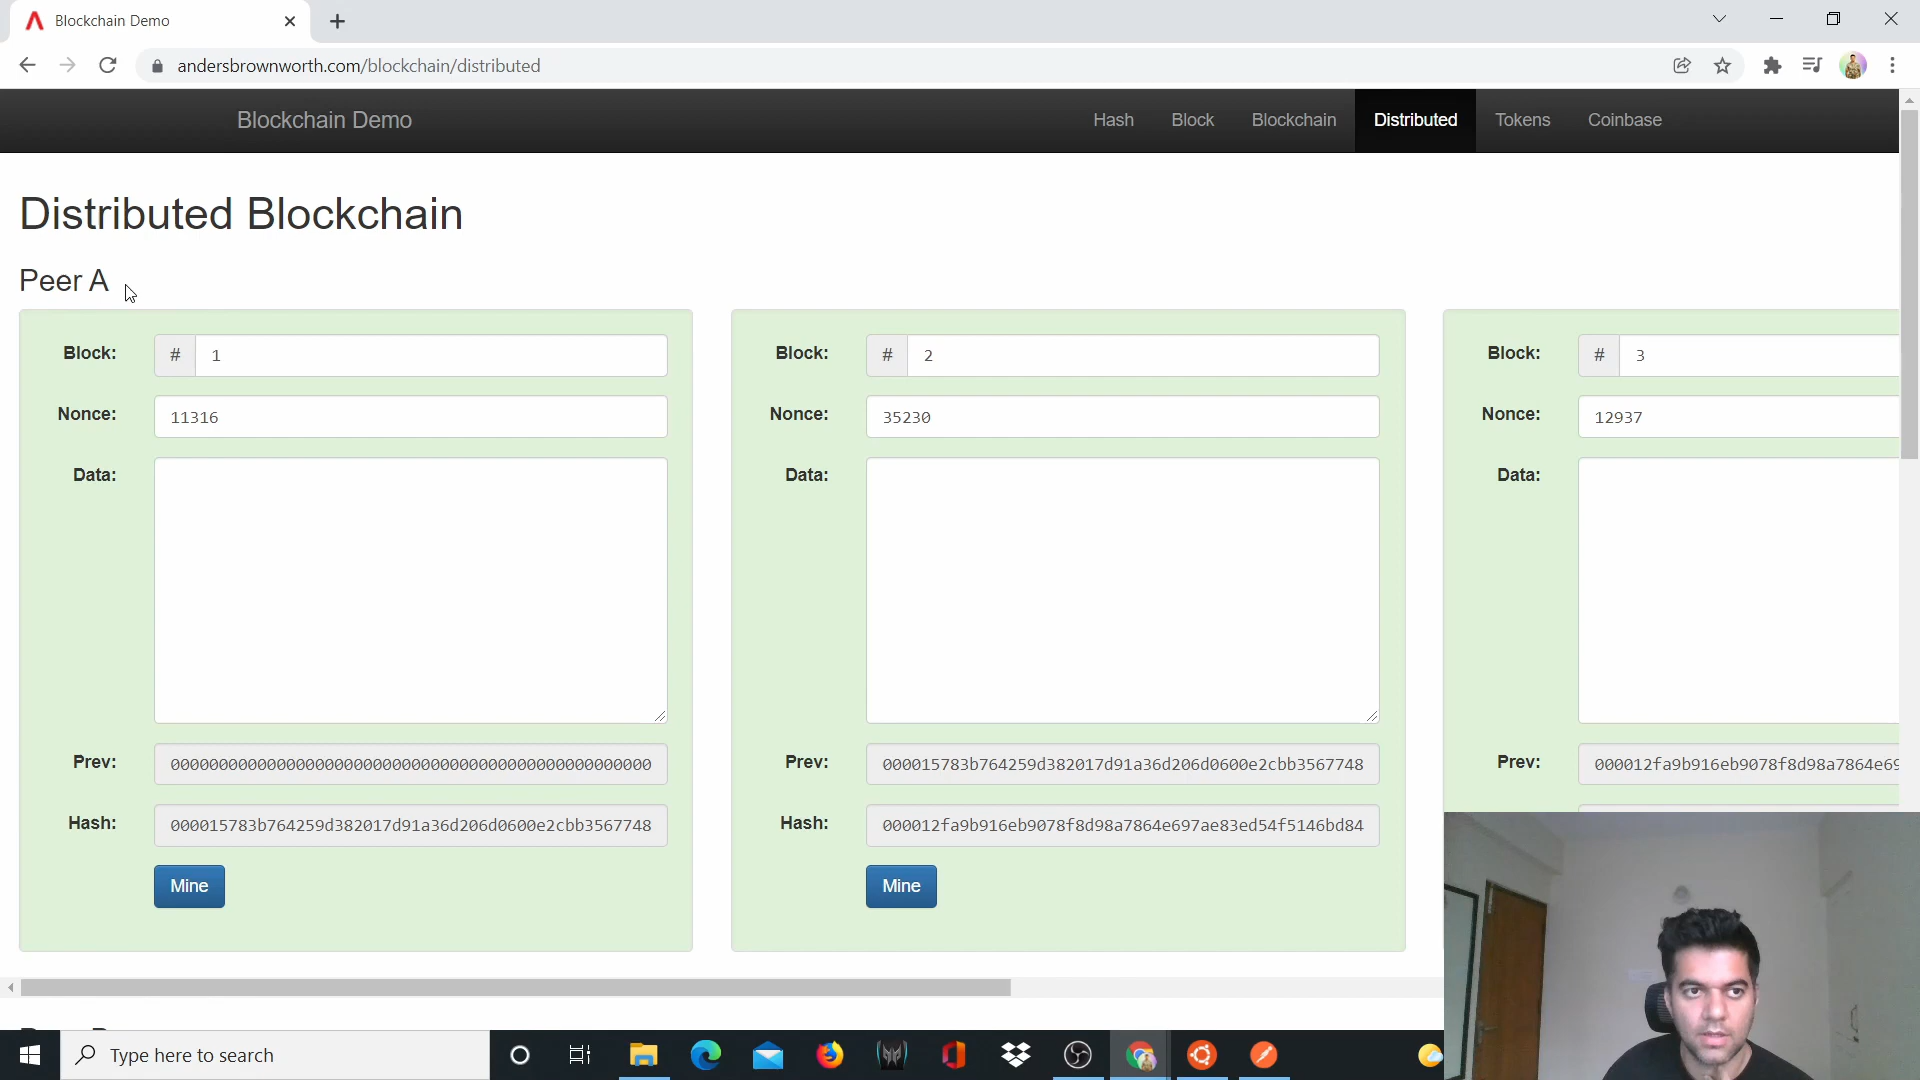 Blockchain Demo
andersbrownworth.com/blockchain/distributed
Blockchain Demo Hash Block Blockchain Distributed Tokens Coinbase
Distributed Blockchain
Peer A
Block: # 1 Block: # 2 Block: # 3
Nonce: 11316 Nonce: 35230 Nonce: 12937
Data: Data: Data:
Prev: 00000000000000000000000000000000000000000000000000 Prev: 000015783b764259d382017d91a36d206d0600e2cbb3567748 Prev: 000012fa9b916eb9078f8d98a7864e69
Hash: 000015783b764259d382017d91a36d206d0600e2cbb3567748 Hash: 000012fa9b916eb9078f8d98a7864e697ae83ed54f5146bd84
Mine Mine
Type here to search